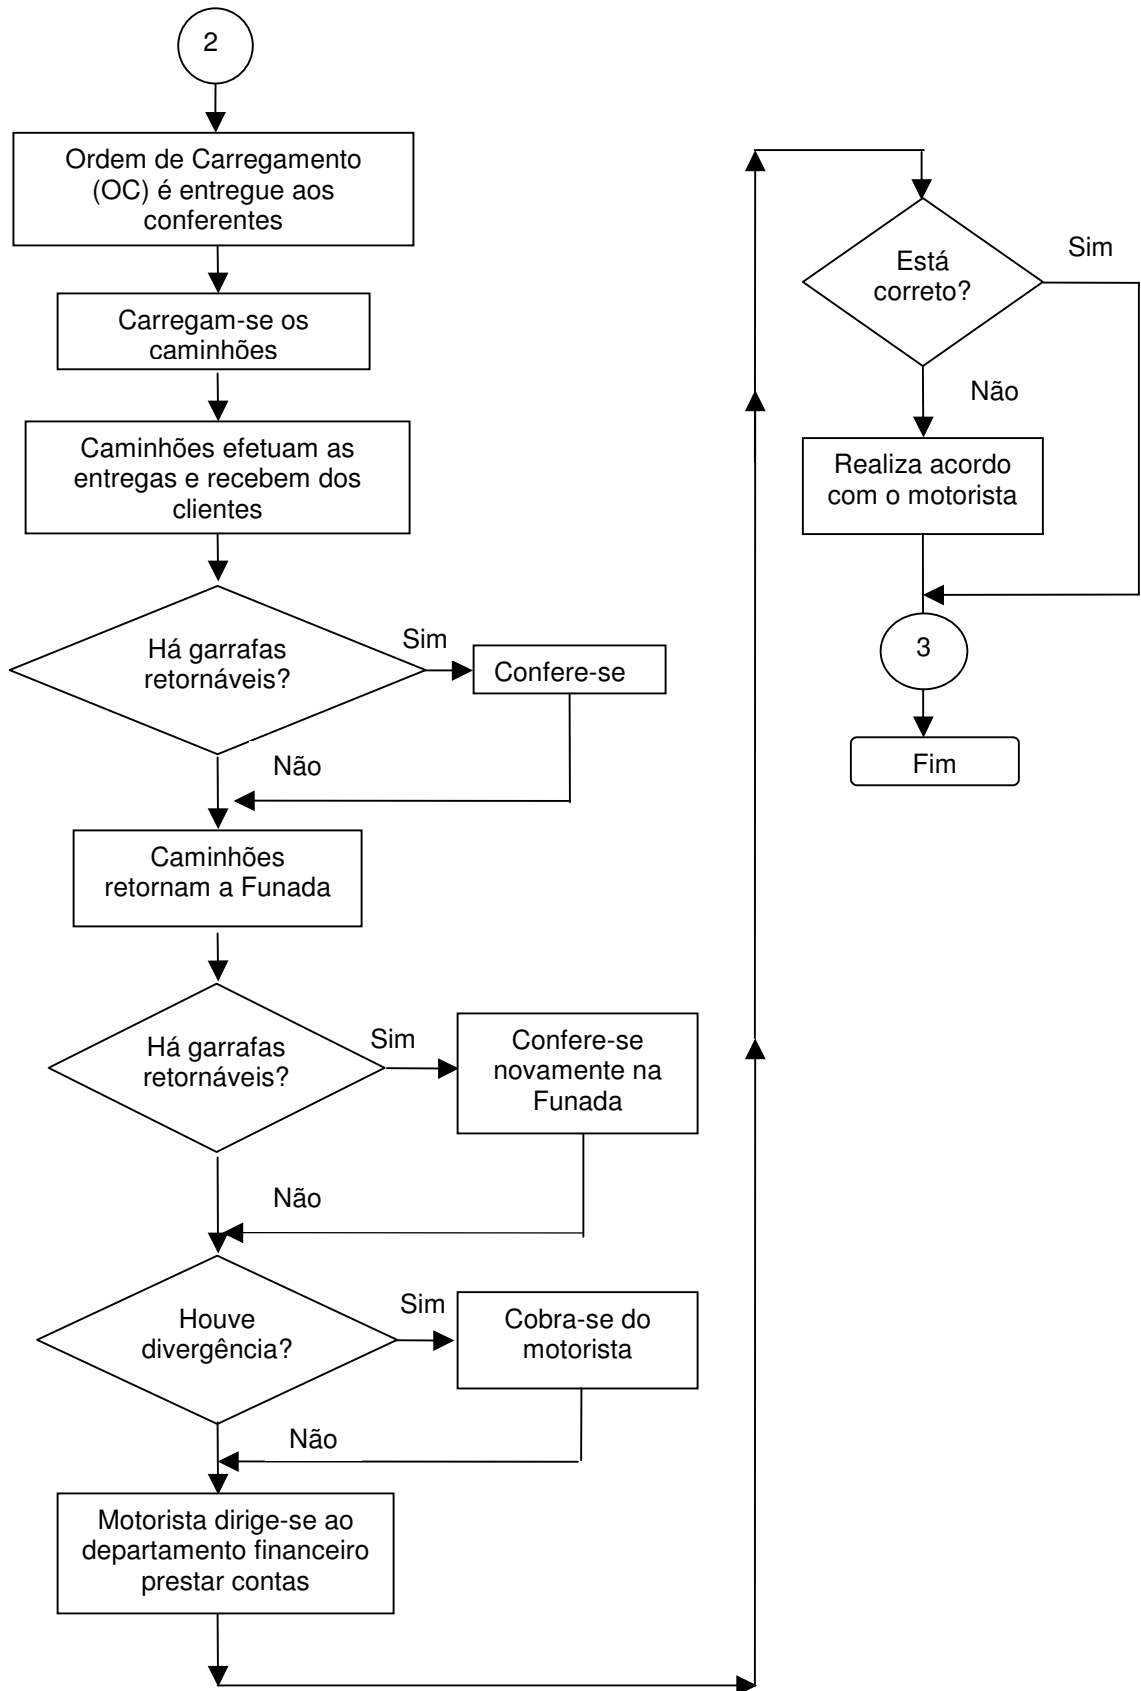 2
Ordem de Carregamento
(OC) é entregue aos
conferentes
Carregam-se os
caminhões
Caminhões efetuam as
entregas e recebem dos
clientes
Há garrafas
retornáveis?
Sim
Confere-se
Não
Caminhões
retornam a Funada
Há garrafas
retornáveis?
Sim
Confere-se
novamente na
Funada
Não
Houve
divergência?
Sim
Cobra-se do
motorista
Não
Motorista dirige-se ao
departamento financeiro
prestar contas
Está
correto?
Sim
Não
Realiza acordo
com o motorista
3
Fim